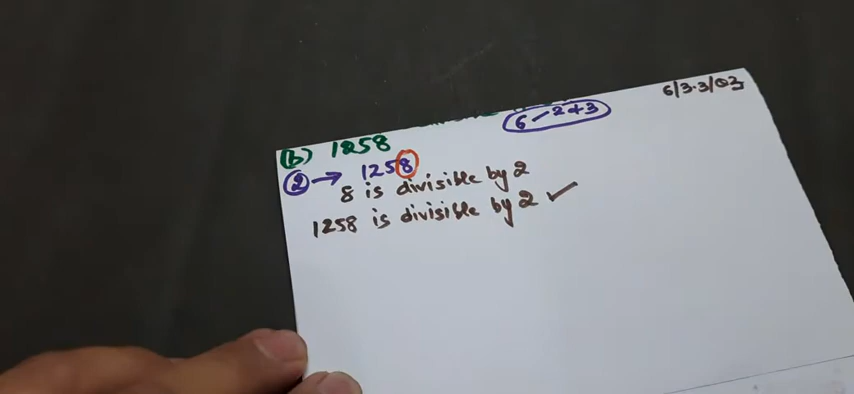 6/3.3/Q3
6 - 2+3
(b) 1258
2 → 1258
8 is divisible by 2
1258 is divisible by 2 ✓